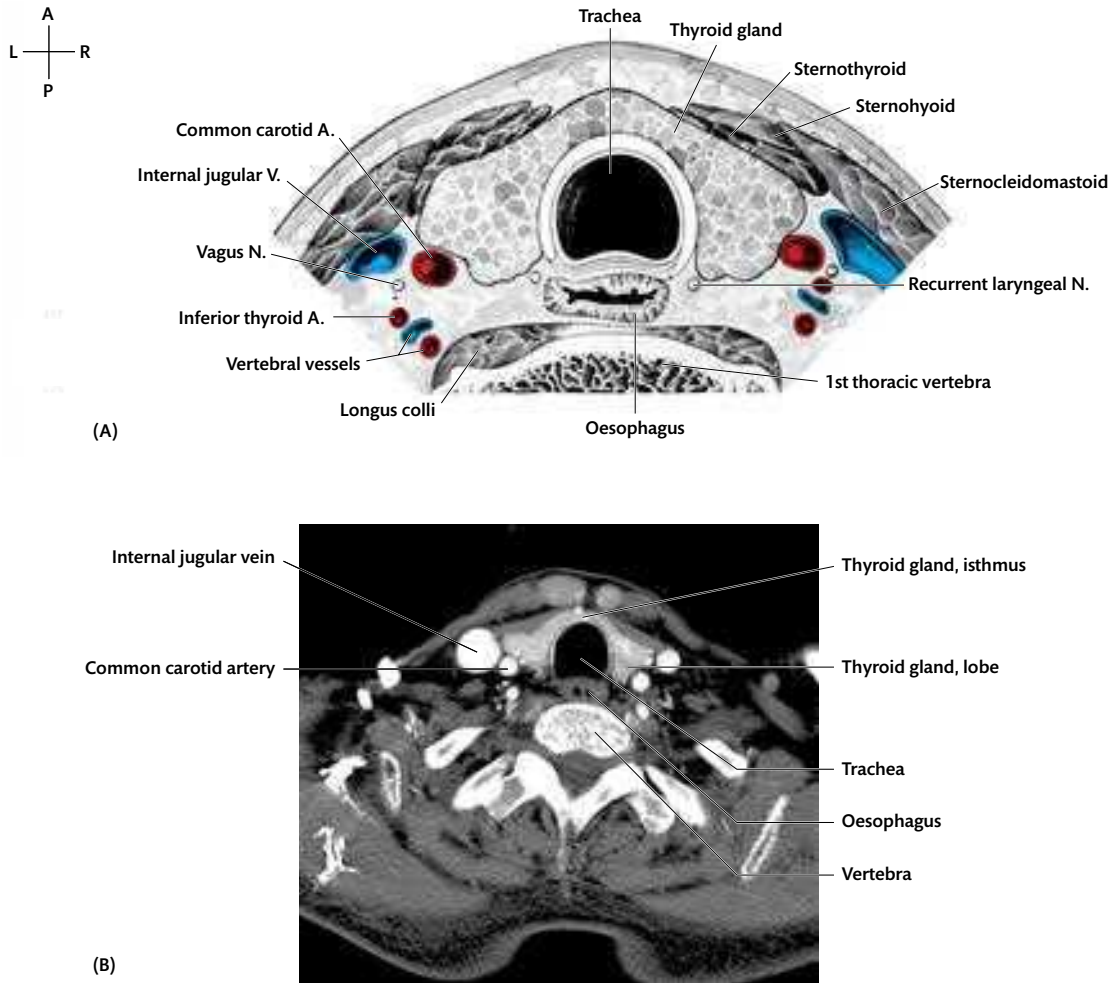 A
L
R
P
Trachea
Thyroid gland
Sternothyroid
Sternohyoid
Common carotid A.
Internal jugular V.
Sternocleidomastoid
Vagus N.
Recurrent laryngeal N.
Inferior thyroid A.
Vertebral vessels
1st thoracic vertebra
Longus colli
Oesophagus
(A)
Internal jugular vein
Thyroid gland, isthmus
Common carotid artery
Thyroid gland, lobe
Trachea
Oesophagus
Vertebra
(B)